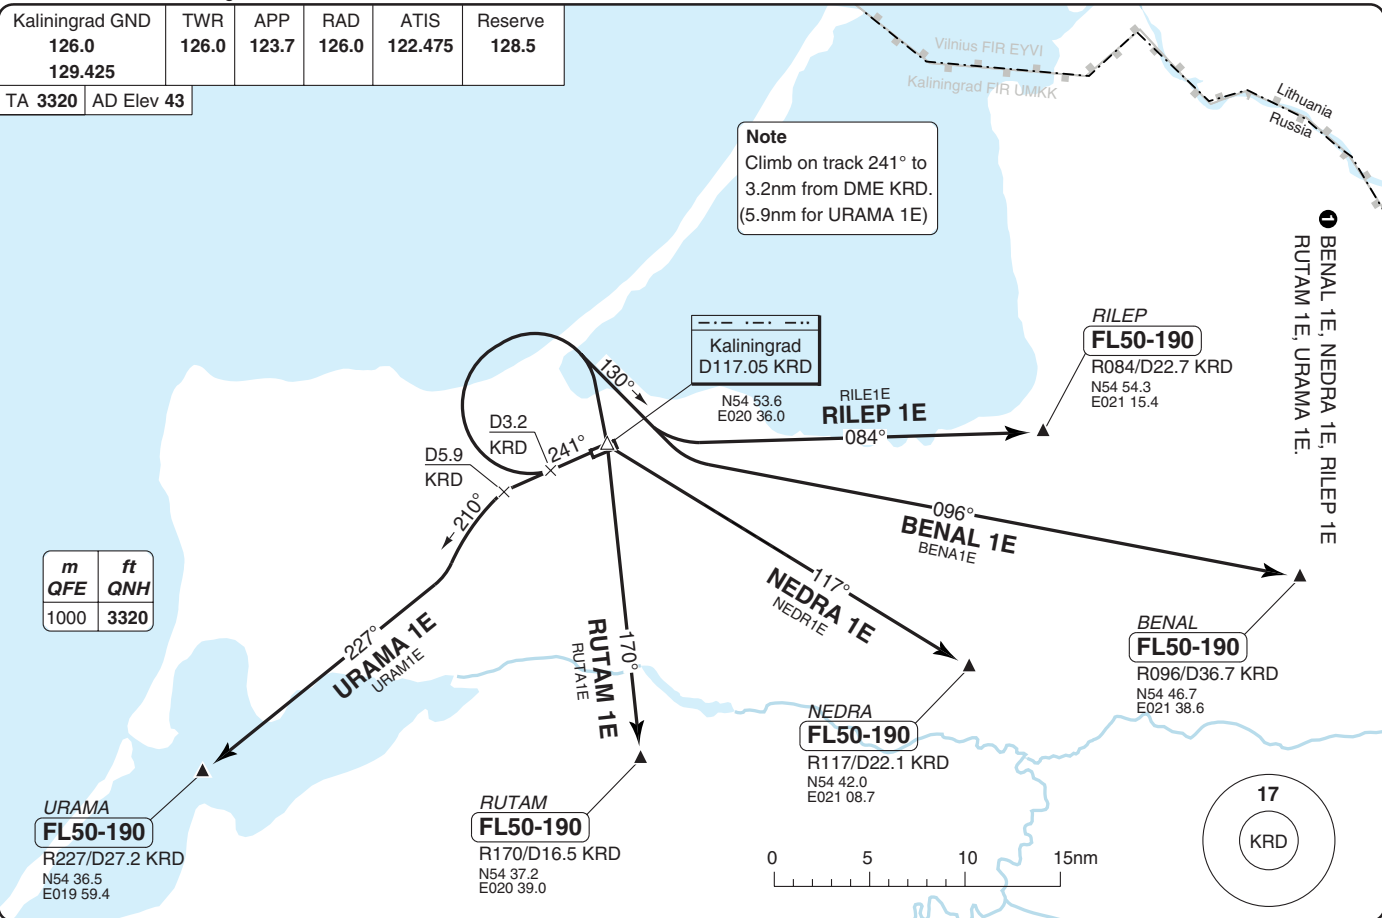 Kaliningrad GND TWR APP RAD ATIS Reserve
126.0 126.0 123.7 126.0 122.475 128.5
129.425
TA 3320 AD Elev 43
Vilnius FIR EYVI
Kaliningrad FIR UMKK
Lithuania
Russia
Note
Climb on track 241° to
3.2nm from DME KRD.
(5.9nm for URAMA 1E)
1 BENAL 1E, NEDRA 1E, RILEP 1E
RUTAM 1E, URAMA 1E.
Kaliningrad
D117.05 KRD
N54 53.6
E020 36.0
RILEP
FL50-190
R084/D22.7 KRD
N54 54.3
E021 15.4
130°
RILE1E
RILEP 1E
084°
D3.2
KRD
241°
D5.9
KRD
210°
096°
BENAL 1E
BENA1E
117°
NEDRA 1E
NEDR1E
m ft
QFE QNH
1000 3320
227°
URAMA 1E
URAM1E
170°
RUTAM 1E
RUTA1E
BENAL
FL50-190
R096/D36.7 KRD
N54 46.7
E021 38.6
NEDRA
FL50-190
R117/D22.1 KRD
N54 42.0
E021 08.7
URAMA
FL50-190
R227/D27.2 KRD
N54 36.5
E019 59.4
RUTAM
FL50-190
R170/D16.5 KRD
N54 37.2
E020 39.0
0 5 10 15nm
17
KRD